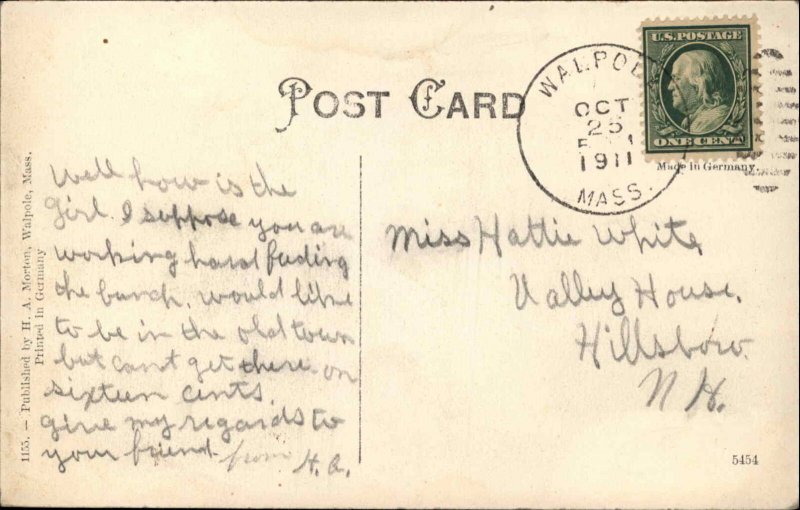 POST CARD
WALPOLE
OCT
25
1911
MASS.
U.S. POSTAGE
ONE CENT
Made in Germany
1155. – Published by H. A. Morton, Walpole, Mass.
Printed in Germany
Well how is the
girl. I suppose you are
working hard feeding
the bunch. would like
to be in the old town
but cant get there on
sixteen cents.
give my regards to
your friend from H. A.
Miss Hattie White
Valley House.
Hillsboro.
N. H.
5454